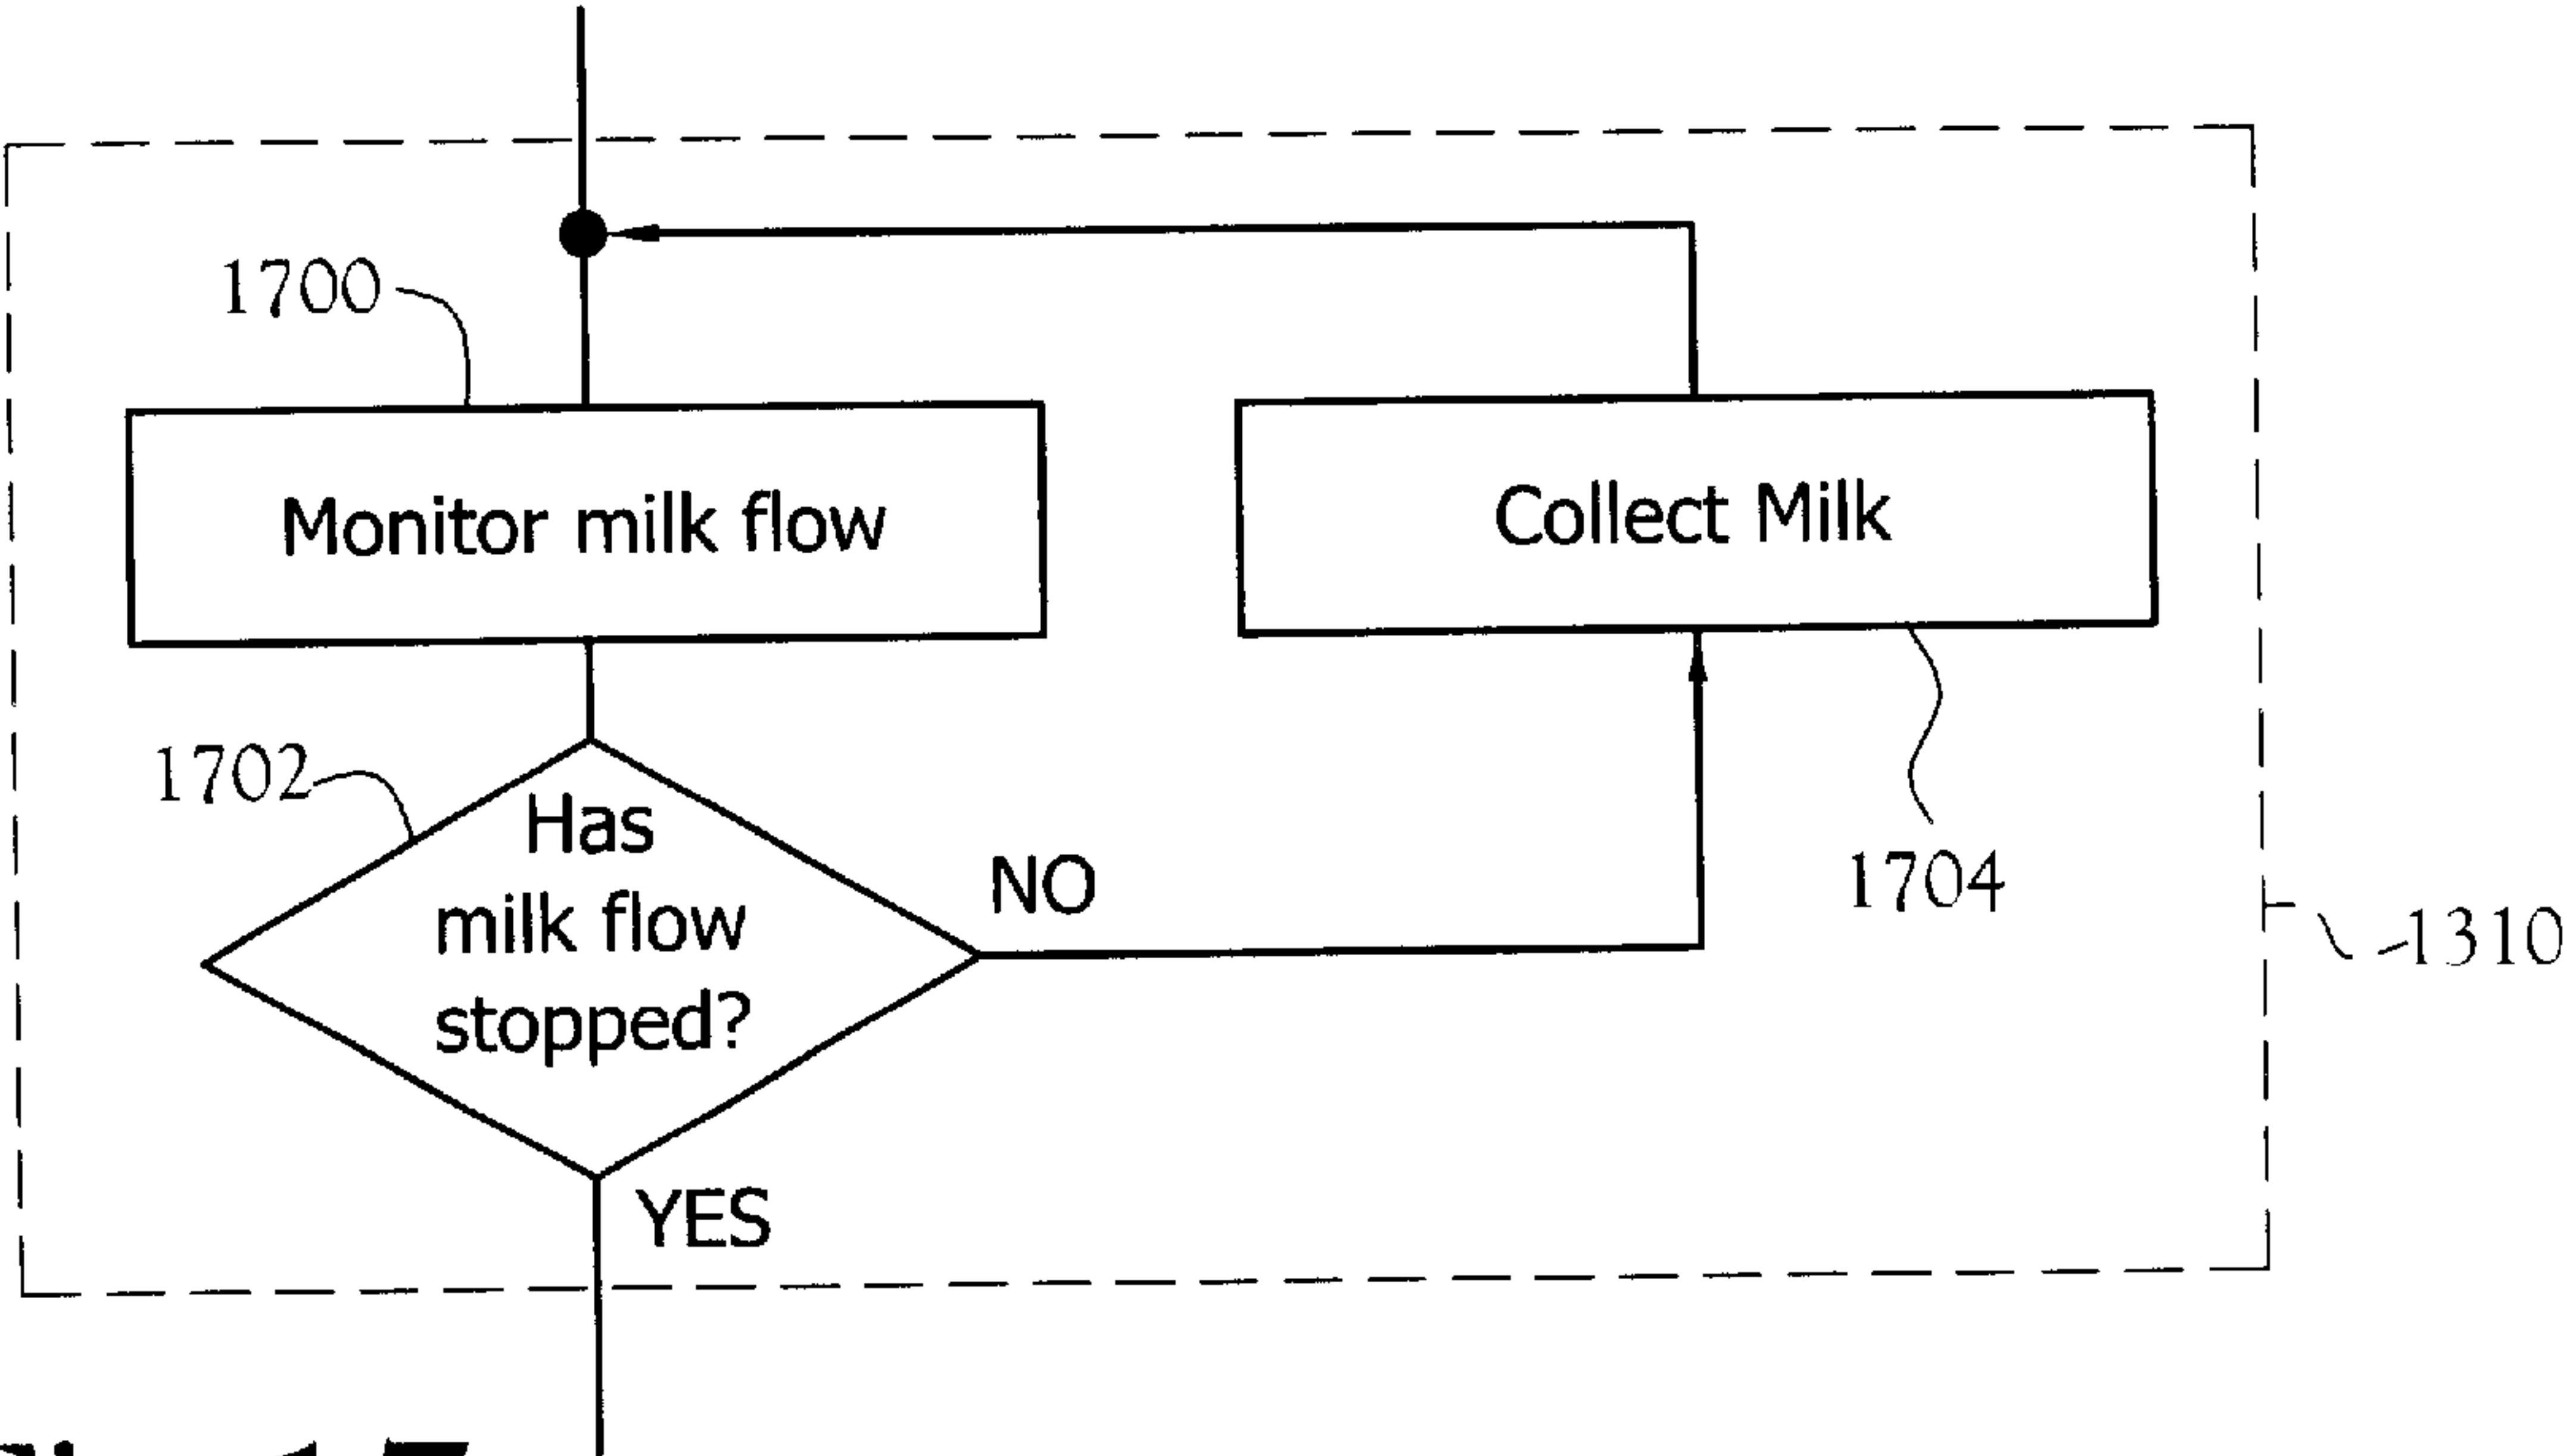 1700
Monitor milk flow
Collect Milk
1702
Has
milk flow
stopped?
NO
1704
1310
YES